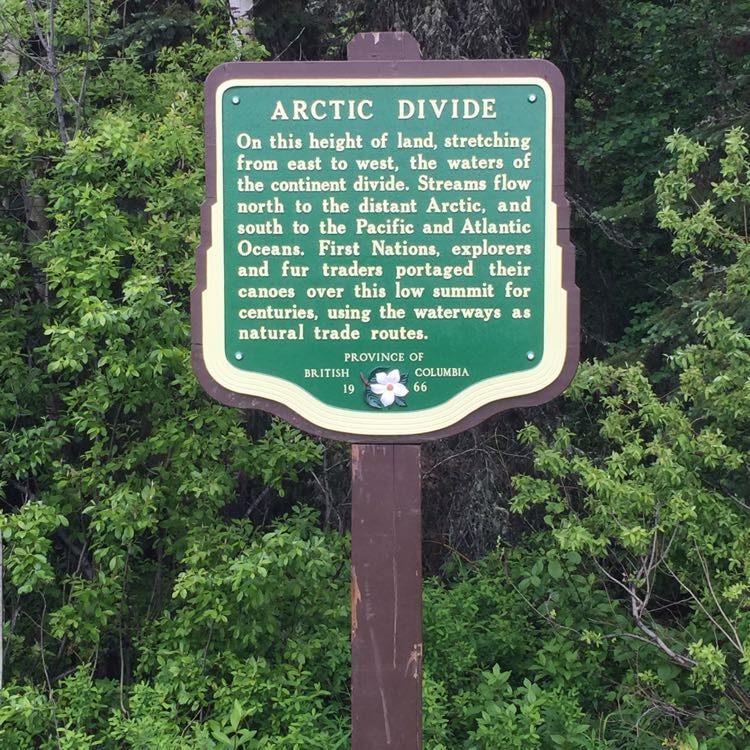 ARCTIC DIVIDE
On this height of land, stretching
from east to west, the waters of
the continent divide. Streams flow
north to the distant Arctic, and
south to the Pacific and Atlantic
Oceans. First Nations, explorers
and fur traders portaged their
canoes over this low summit for
centuries, using the waterways as
natural trade routes.
PROVINCE OF
BRITISH COLUMBIA
19 66